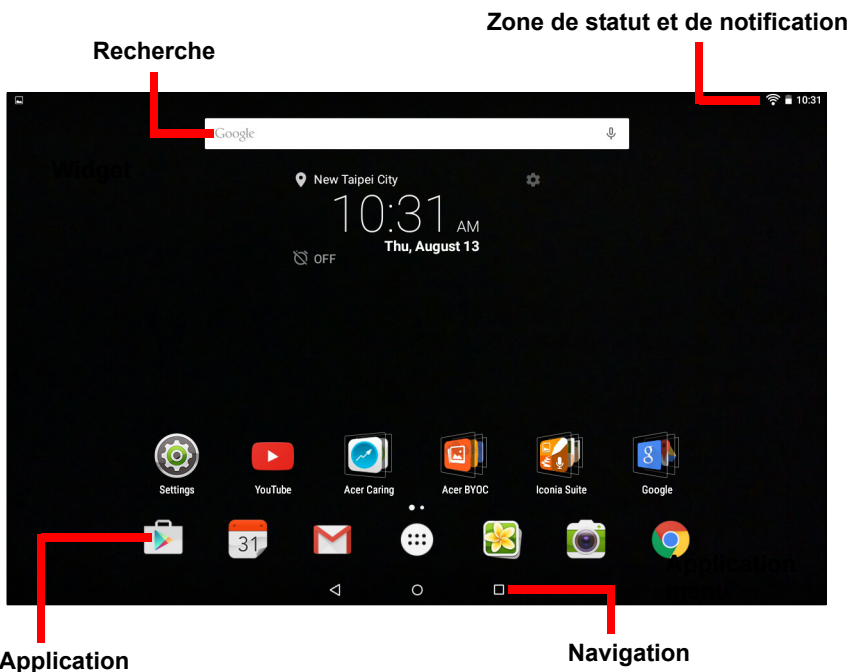 Zone de statut et de notification
Recherche
10:31
Google
Widget
New Taipei City
10:31 AM
Thu, August 13
OFF
Settings
YouTube
Acer Caring
Acer BYOC
Iconia Suite
Google
31
8
Application
menu
Application
Navigation